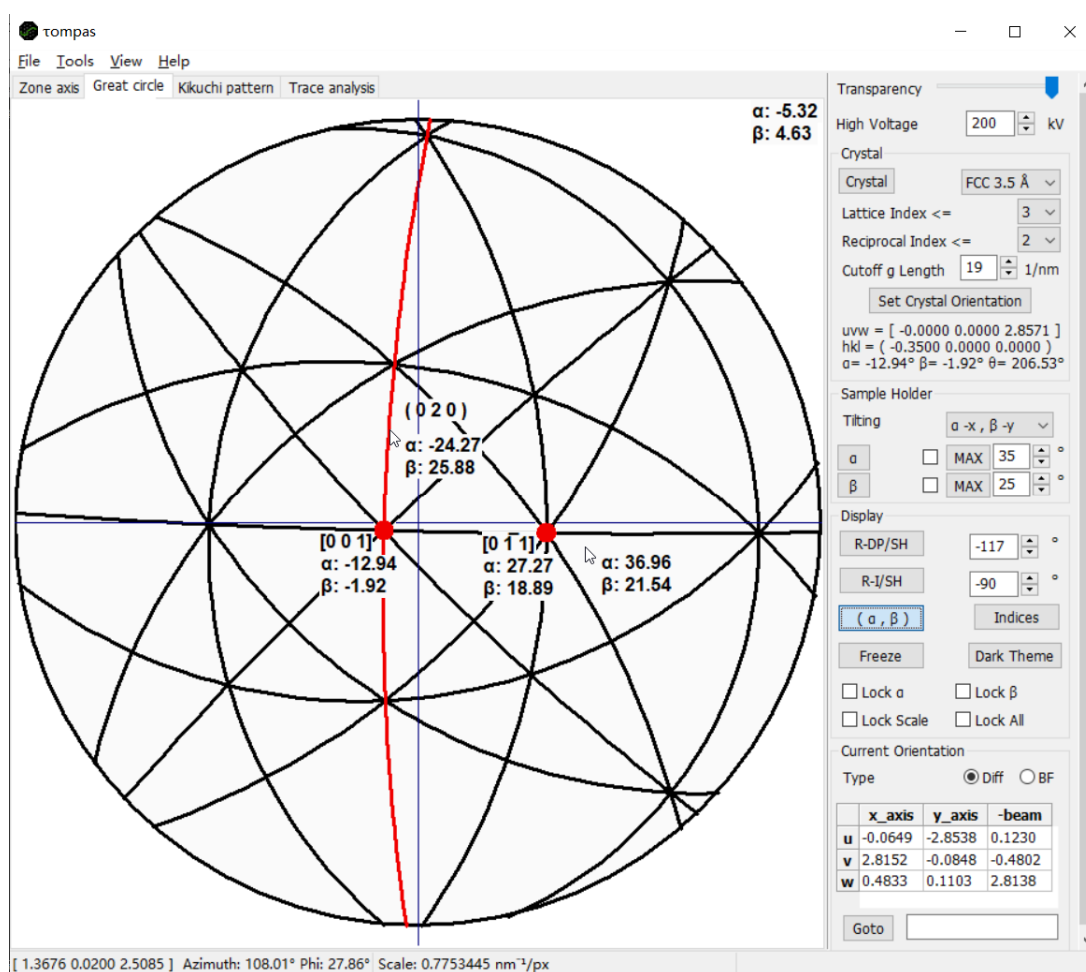 τompas
File Tools View Help
Zone axis Great circle Kikuchi pattern Trace analysis
α: -5.32
β: 4.63
( 0 2 0 )
α: -24.27
β: 25.88
[0 0 1]
α: -12.94
β: -1.92
[0 1̄ 1]
α: 27.27
β: 18.89
α: 36.96
β: 21.54
Transparency
High Voltage 200 kV
Crystal
Crystal FCC 3.5 Å
Lattice Index <= 3
Reciprocal Index <= 2
Cutoff g Length 19 1/nm
Set Crystal Orientation
uvw = [ -0.0000 0.0000 2.8571 ]
hkl = ( -0.3500 0.0000 0.0000 )
α= -12.94° β= -1.92° θ= 206.53°
Sample Holder
Tilting α -x , β -y
α MAX 35 °
β MAX 25 °
Display
R-DP/SH -117 °
R-I/SH -90 °
( α , β ) Indices
Freeze Dark Theme
Lock α Lock β
Lock Scale Lock All
Current Orientation
Type Diff BF
x_axis y_axis -beam
u -0.0649 -2.8538 0.1230
v 2.8152 -0.0848 -0.4802
w 0.4833 0.1103 2.8138
Goto
[ 1.3676 0.0200 2.5085 ] Azimuth: 108.01° Phi: 27.86° Scale: 0.7753445 nm⁻¹/px